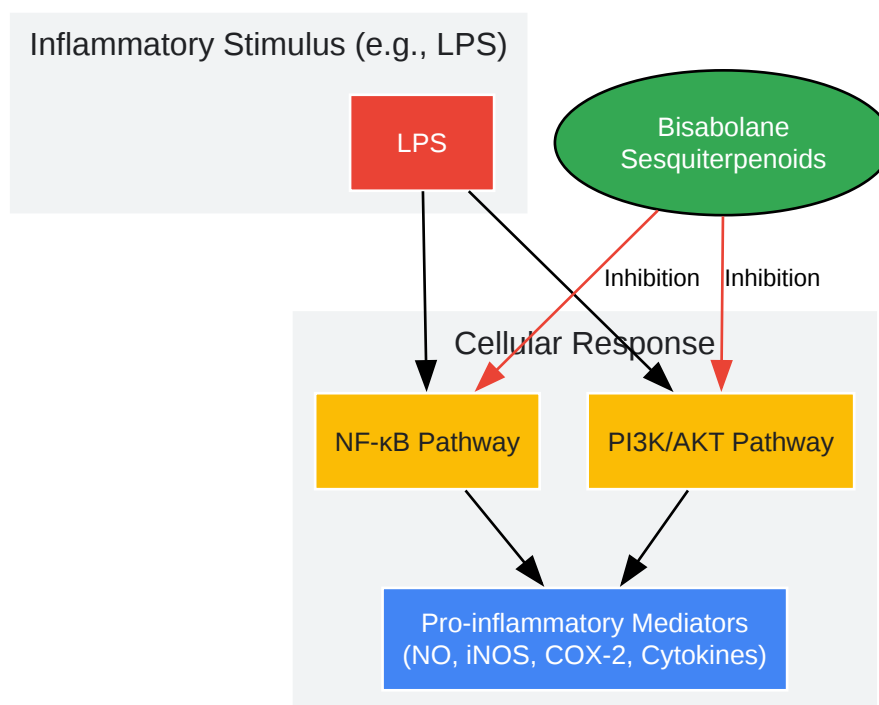 Inflammatory Stimulus (e.g., LPS)
LPS
Bisabolane
Sesquiterpenoids
Inhibition
Inhibition
Cellular Response
NF-κB Pathway
PI3K/AKT Pathway
Pro-inflammatory Mediators
(NO, iNOS, COX-2, Cytokines)